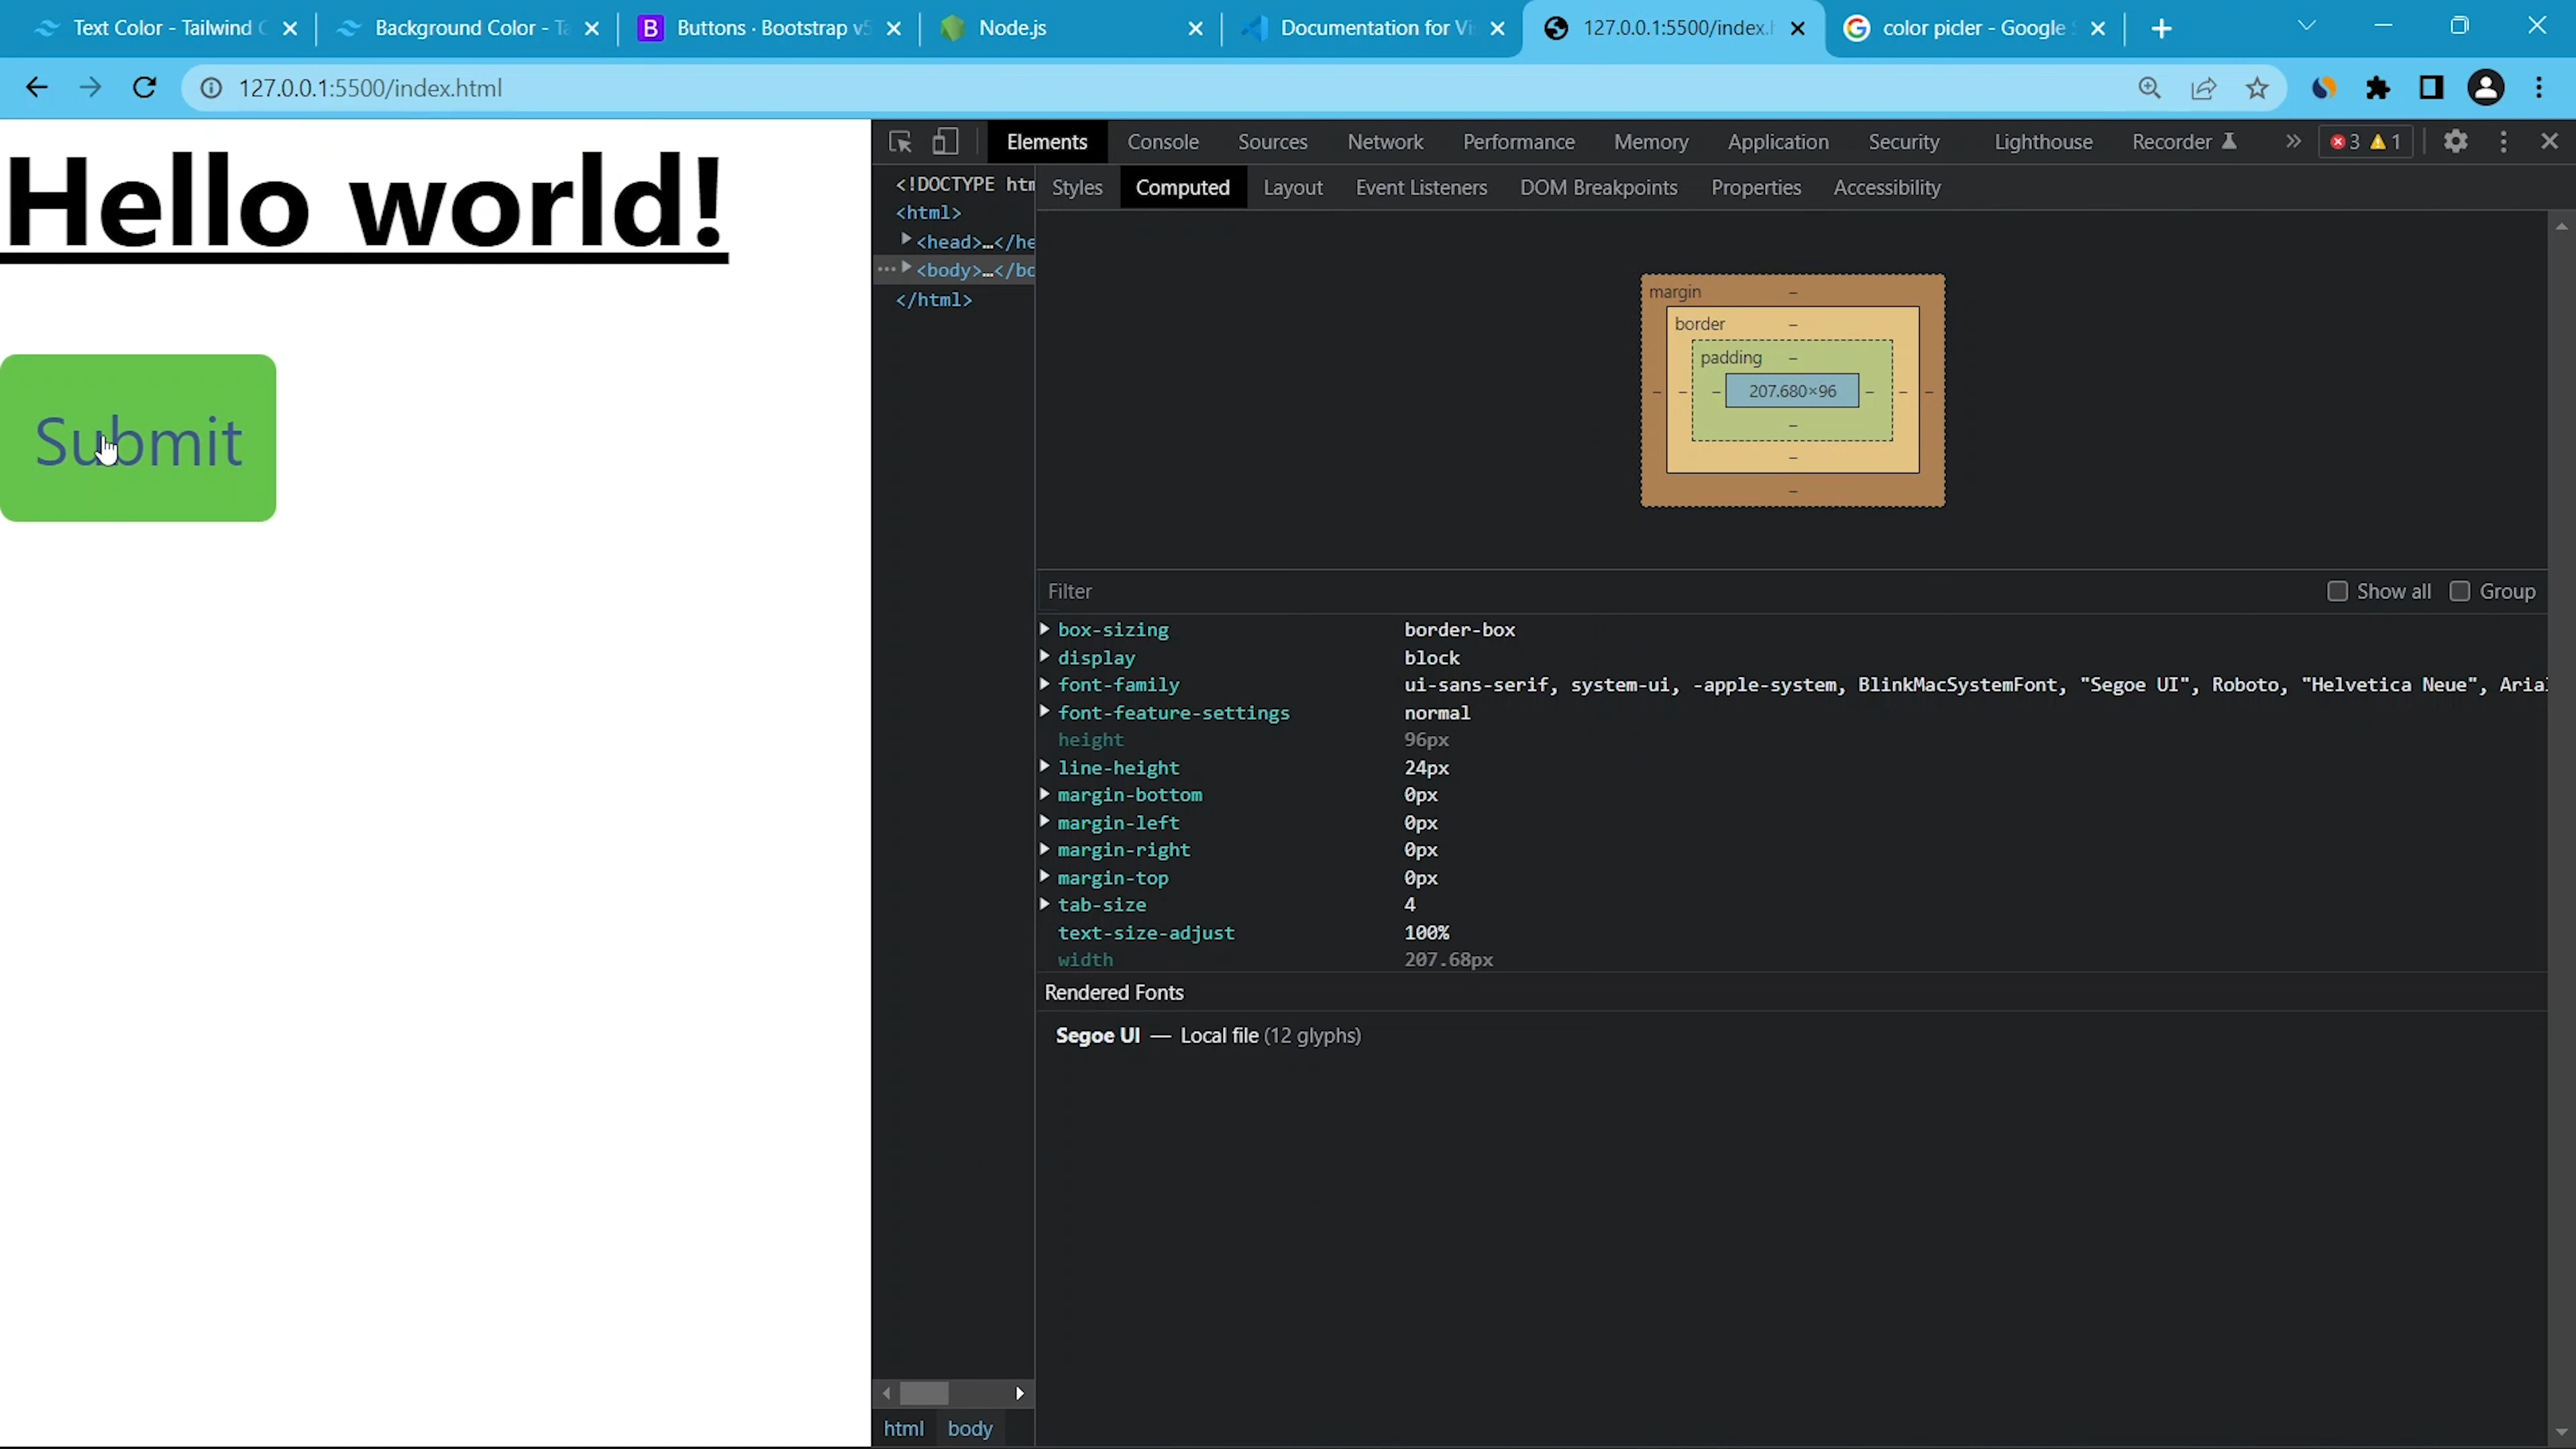 Text Color - Tailwind C
Background Color - Ta
Buttons · Bootstrap v5
Node.js
Documentation for Vi
127.0.0.1:5500/index.h
color picler - Google S
127.0.0.1:5500/index.html
Hello world!
Submit
Elements Console Sources Network Performance Memory Application Security Lighthouse Recorder » 3 1
<!DOCTYPE htm
<html>
<head>…</he
<body>…</bo
</html>
html body
Styles Computed Layout Event Listeners DOM Breakpoints Properties Accessibility
margin –
border –
padding –
– – – 207.680×96 – – –
–
–
–
Filter Show all Group
box-sizing border-box
display block
font-family ui-sans-serif, system-ui, -apple-system, BlinkMacSystemFont, "Segoe UI", Roboto, "Helvetica Neue", Arial
font-feature-settings normal
height 96px
line-height 24px
margin-bottom 0px
margin-left 0px
margin-right 0px
margin-top 0px
tab-size 4
text-size-adjust 100%
width 207.68px
Rendered Fonts
Segoe UI — Local file (12 glyphs)